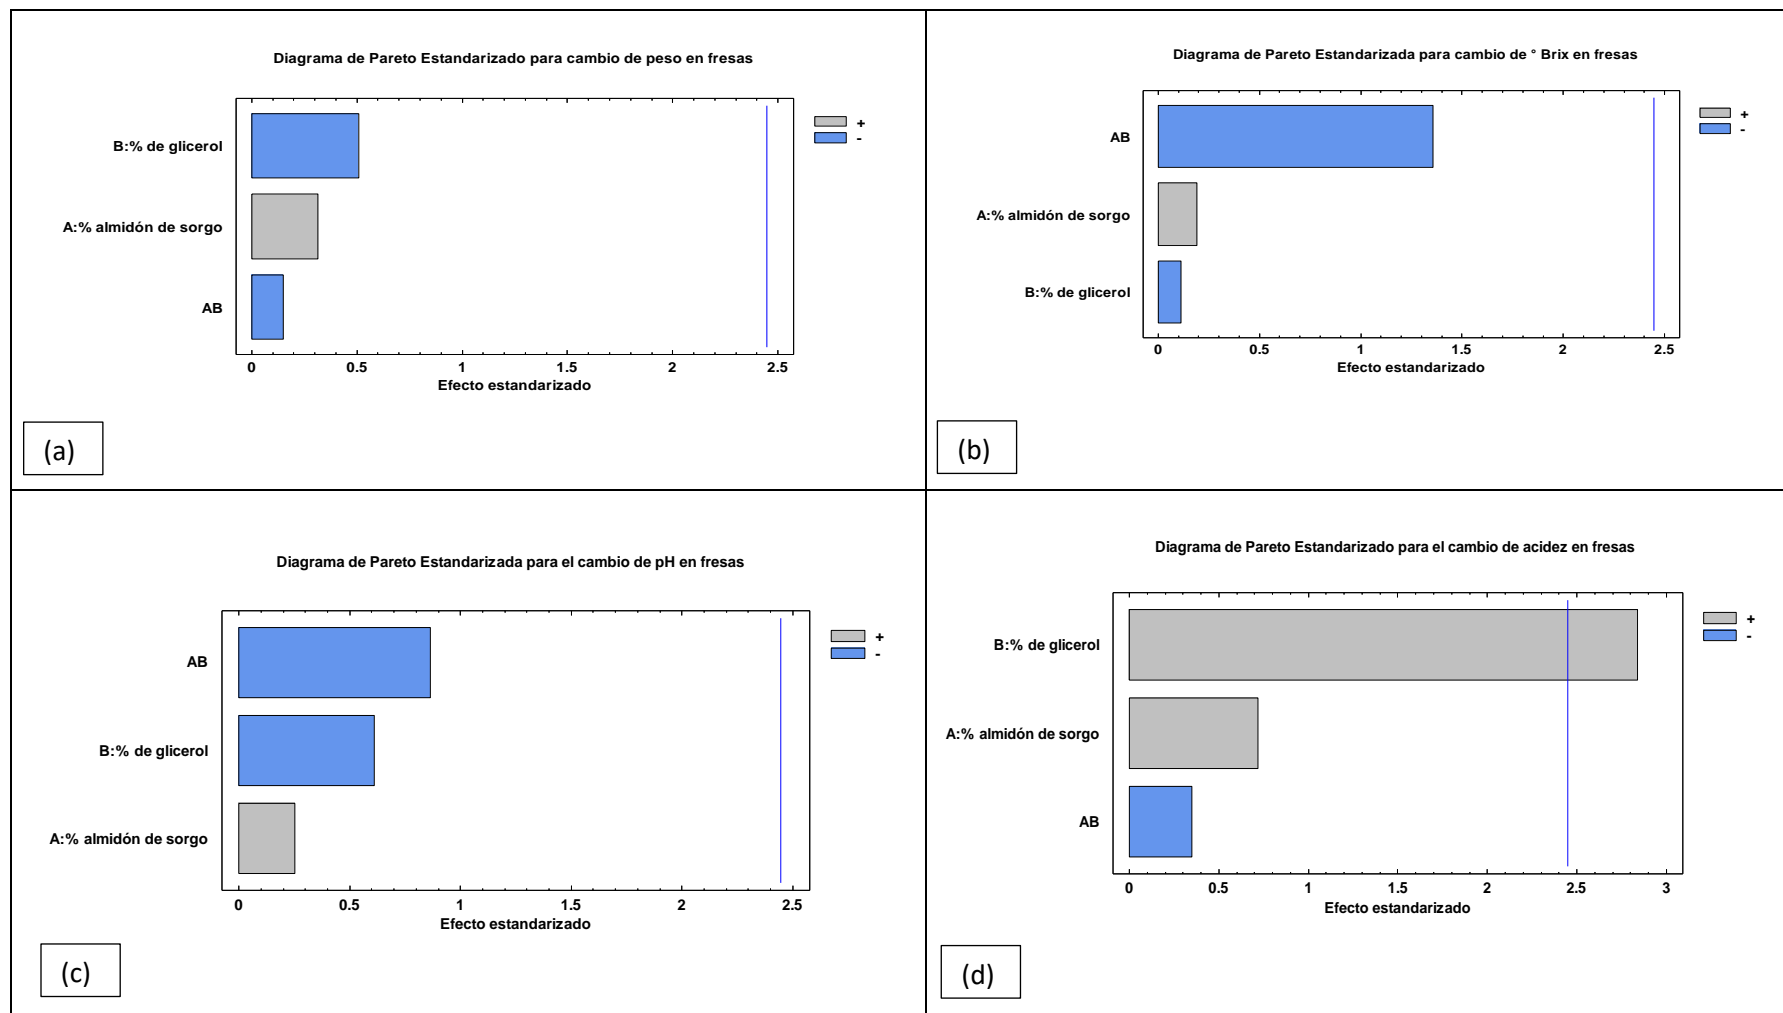 Diagrama de Pareto Estandarizado para cambio de peso en fresas
+
-
B:% de glicerol
A:% almidón de sorgo
AB
0 0.5 1 1.5 2 2.5
Efecto estandarizado
(a)
Diagrama de Pareto Estandarizada para cambio de ° Brix en fresas
+
-
AB
A:% almidón de sorgo
B:% de glicerol
0 0.5 1 1.5 2 2.5
Efecto estandarizado
(b)
Diagrama de Pareto Estandarizada para el cambio de pH en fresas
+
-
AB
B:% de glicerol
A:% almidón de sorgo
0 0.5 1 1.5 2 2.5
Efecto estandarizado
(c)
Diagrama de Pareto Estandarizado para el cambio de acidez en fresas
+
-
B:% de glicerol
A:% almidón de sorgo
AB
0 0.5 1 1.5 2 2.5 3
Efecto estandarizado
(d)